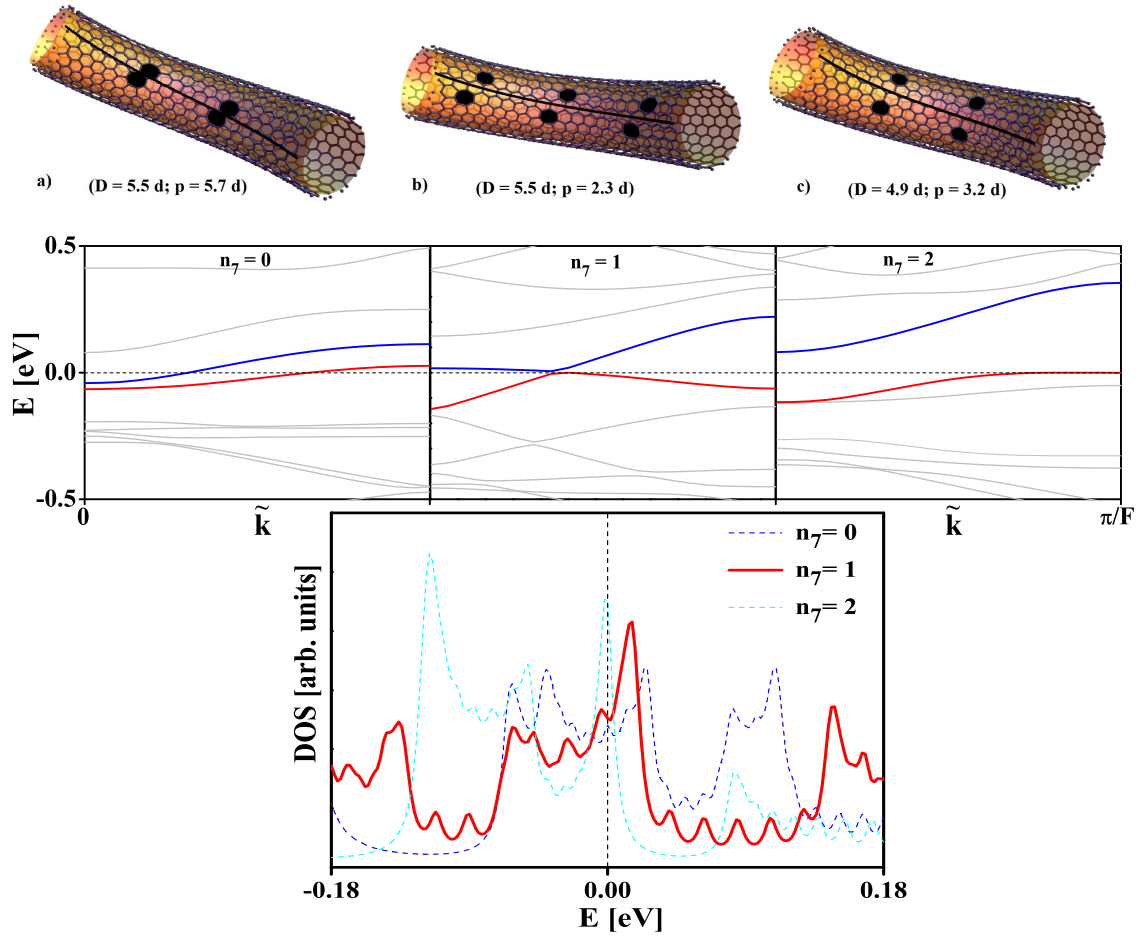 a) (D = 5.5 d; p = 5.7 d)
b) (D = 5.5 d; p = 2.3 d)
c) (D = 4.9 d; p = 3.2 d)
0.5
n7 = 0
n7 = 1
n7 = 2
E [eV]
0.0
-0.5
0
k̃
k̃
π/F
n7= 0
n7= 1
n7= 2
DOS [arb. units]
-0.18
0.00
0.18
E [eV]